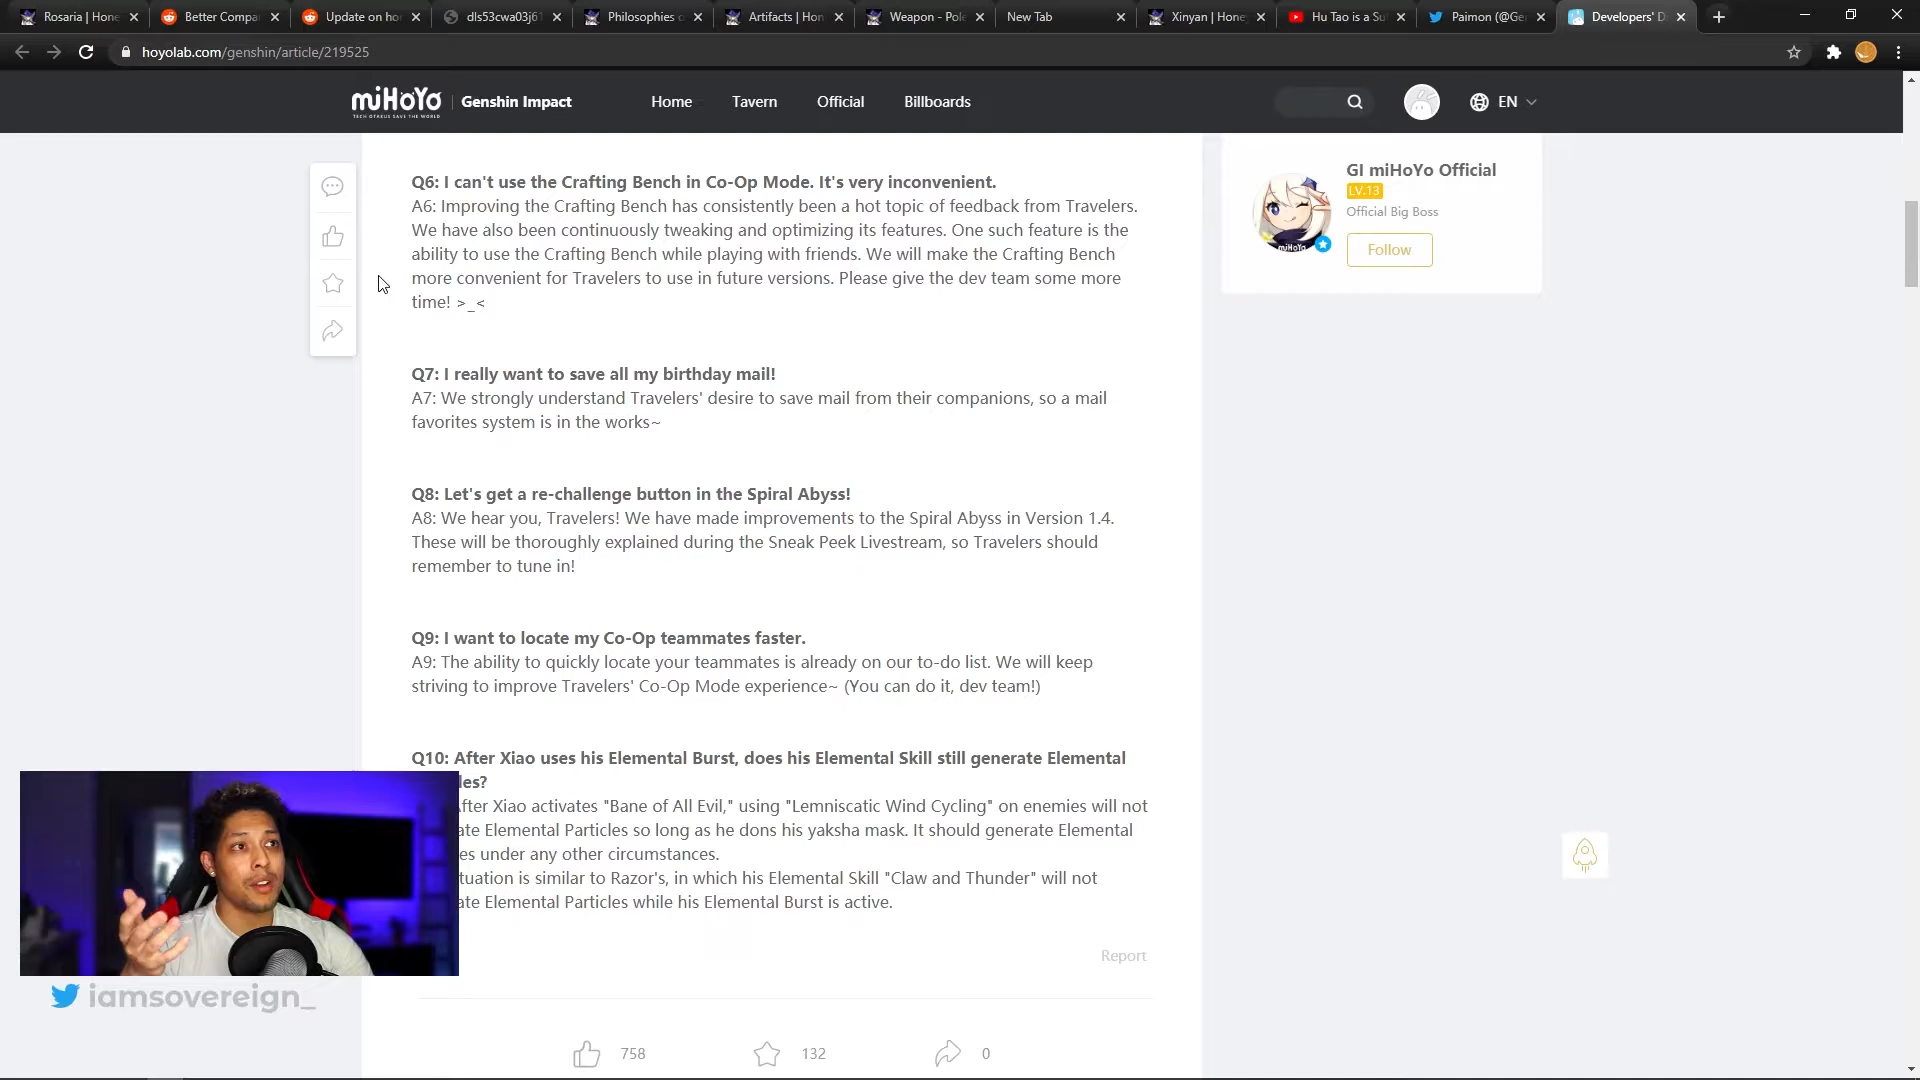 Rosaria | Hone
Better Compa
Update on ho
dls53cwa03j61
Philosophies o
Artifacts | Hon
Weapon - Pole
New Tab
Xinyan | Hone
Hu Tao is a Su
Paimon (@Ge
Developers' D
hoyolab.com/genshin/article/219525
miHoYo
TECH OTAKUS SAVE THE WORLD
Genshin Impact
Home
Tavern
Official
Billboards
EN
Q6: I can't use the Crafting Bench in Co-Op Mode. It's very inconvenient.
A6: Improving the Crafting Bench has consistently been a hot topic of feedback from Travelers.
We have also been continuously tweaking and optimizing its features. One such feature is the
ability to use the Crafting Bench while playing with friends. We will make the Crafting Bench
more convenient for Travelers to use in future versions. Please give the dev team some more
time! >_<
Q7: I really want to save all my birthday mail!
A7: We strongly understand Travelers' desire to save mail from their companions, so a mail
favorites system is in the works~
Q8: Let's get a re-challenge button in the Spiral Abyss!
A8: We hear you, Travelers! We have made improvements to the Spiral Abyss in Version 1.4.
These will be thoroughly explained during the Sneak Peek Livestream, so Travelers should
remember to tune in!
Q9: I want to locate my Co-Op teammates faster.
A9: The ability to quickly locate your teammates is already on our to-do list. We will keep
striving to improve Travelers' Co-Op Mode experience~ (You can do it, dev team!)
Q10: After Xiao uses his Elemental Burst, does his Elemental Skill still generate Elemental
les?
fter Xiao activates "Bane of All Evil," using "Lemniscatic Wind Cycling" on enemies will not
ate Elemental Particles so long as he dons his yaksha mask. It should generate Elemental
es under any other circumstances.
tuation is similar to Razor's, in which his Elemental Skill "Claw and Thunder" will not
ate Elemental Particles while his Elemental Burst is active.
Report
758
132
0
GI miHoYo Official
LV.13
Official Big Boss
Follow
miHoYo
iamsovereign_